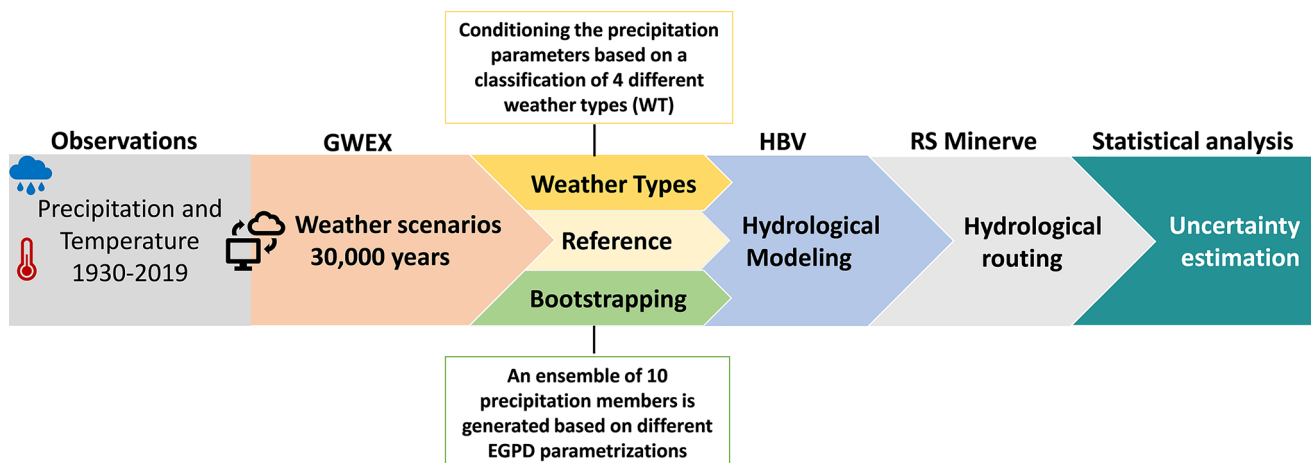 Conditioning the precipitation
parameters based on a
classification of 4 different
weather types (WT)
Observations
GWEX
HBV
RS Minerve
Statistical analysis
Precipitation and
Temperature
1930-2019
Weather scenarios
30,000 years
Weather Types
Reference
Bootstrapping
Hydrological
Modeling
Hydrological
routing
Uncertainty
estimation
An ensemble of 10
precipitation members is
generated based on different
EGPD parametrizations